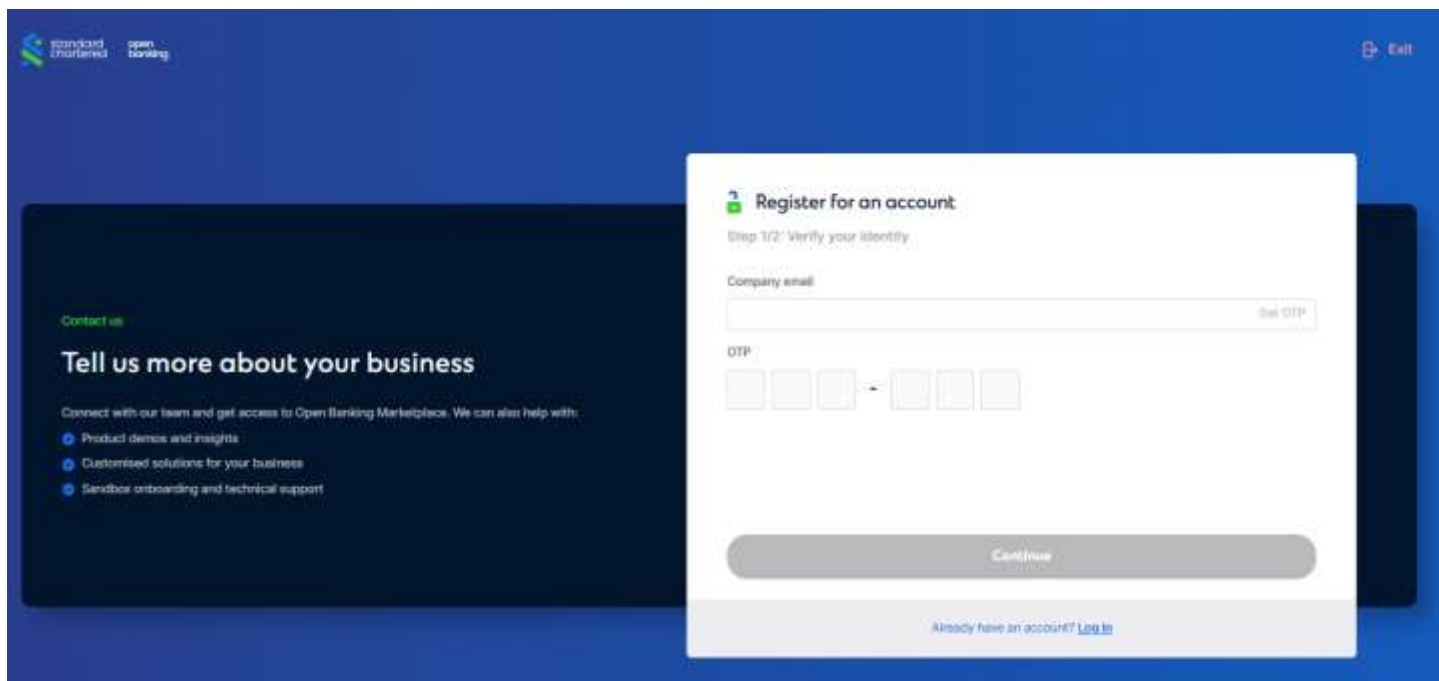 standard
chartered
open
banking
Exit
Register for an account
Step 1/2: Verify your identity
Company email
Get OTP
OTP
-
Continue
Already have an account? Log in
Contact us
Tell us more about your business
Connect with our team and get access to Open Banking Marketplace. We can also help with:
Product demos and insights
Customised solutions for your business
Sandbox onboarding and technical support